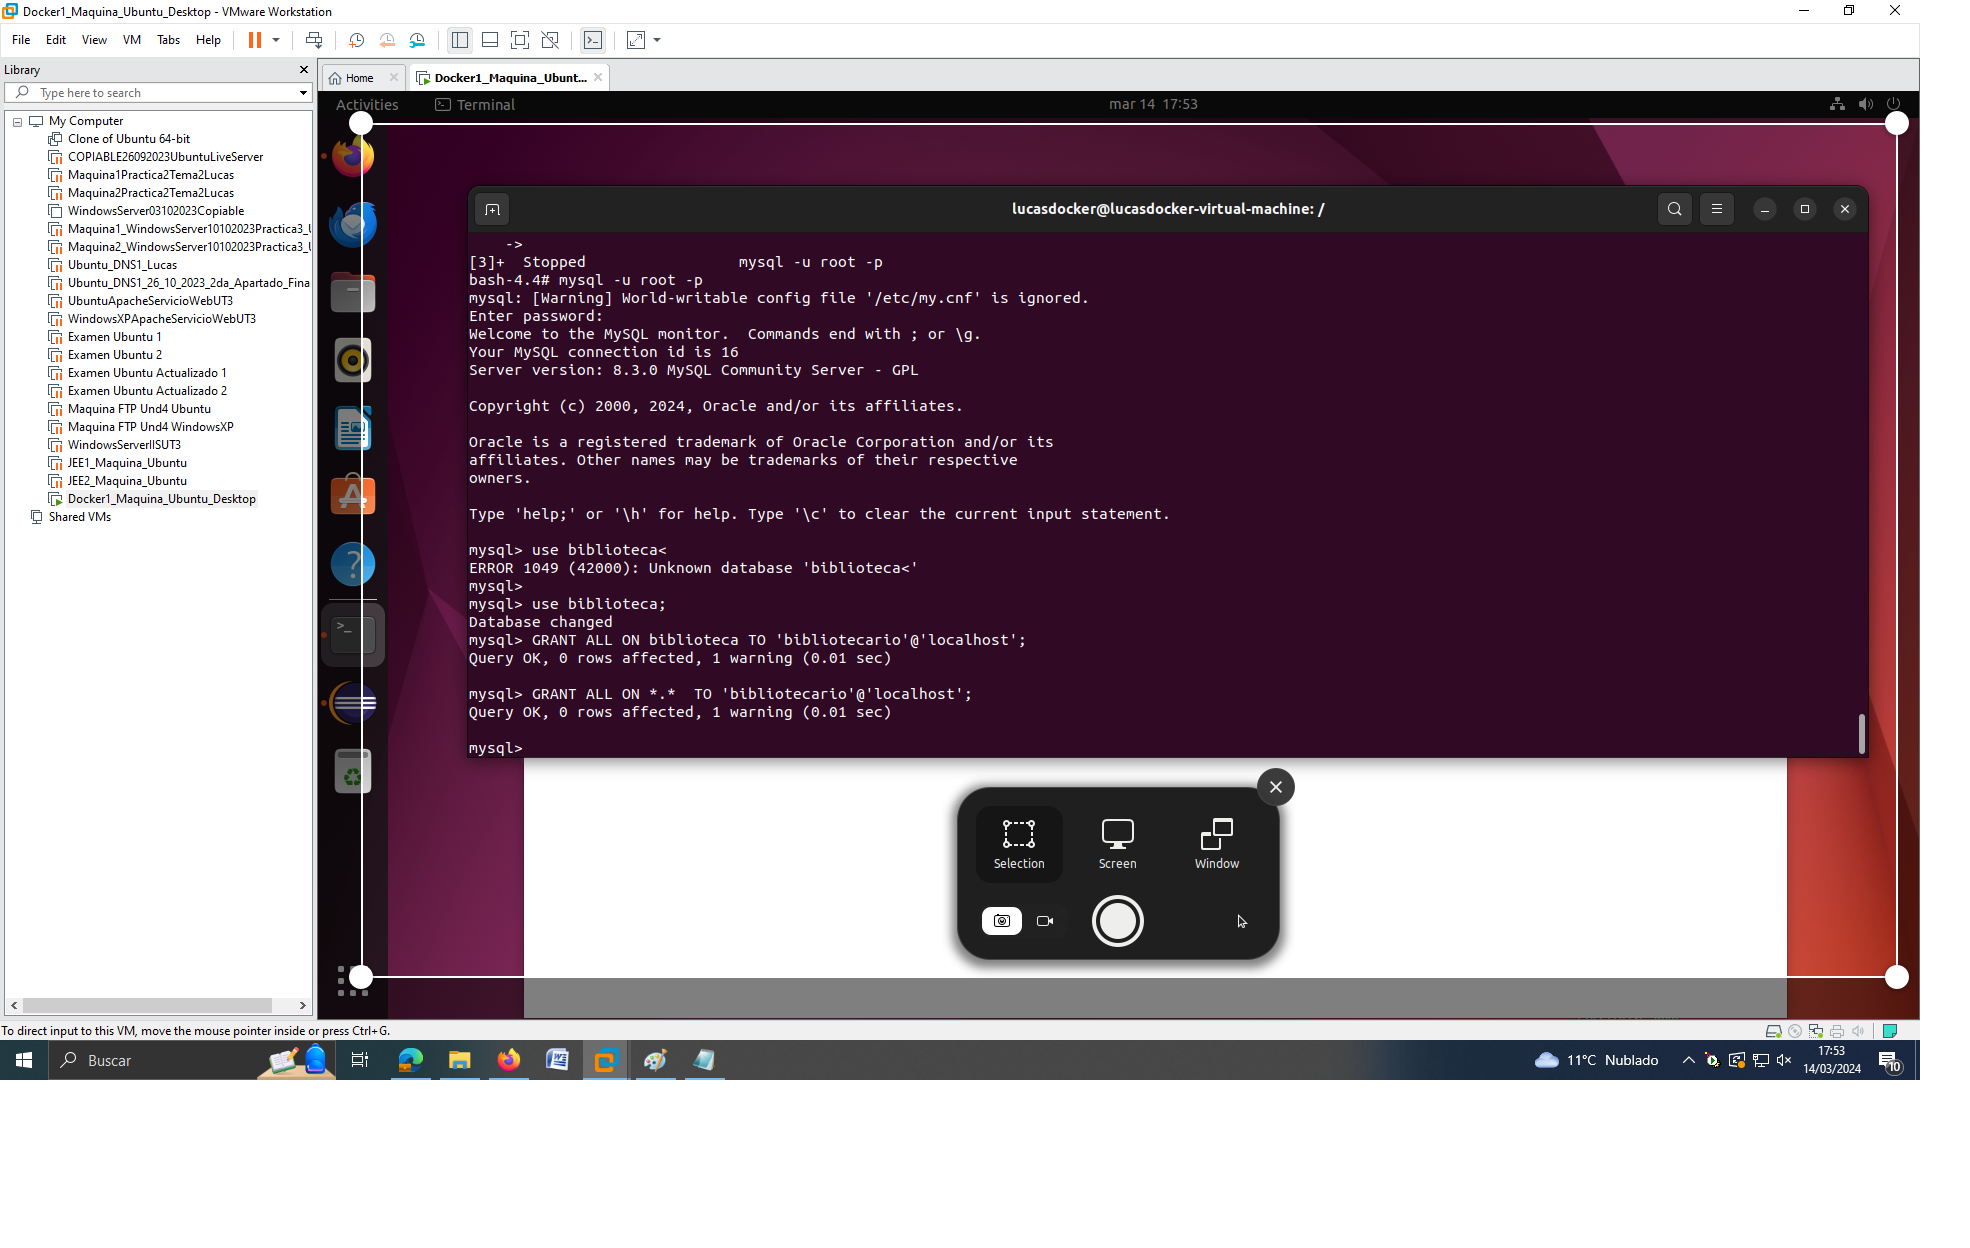 Docker1_Maquina_Ubuntu_Desktop - VMware Workstation
File Edit View VM Tabs Help
Library
Type here to search
My Computer
Clone of Ubuntu 64-bit
COPIABLE26092023UbuntuLiveServer
Maquina1Practica2Tema2Lucas
Maquina2Practica2Tema2Lucas
WindowsServer03102023Copiable
Maquina1_WindowsServer10102023Practica3_
Maquina2_WindowsServer10102023Practica3_
Ubuntu_DNS1_Lucas
Ubuntu_DNS1_26_10_2023_2da_Apartado_Fina
UbuntuApacheServicioWebUT3
WindowsXPApacheServicioWebUT3
Examen Ubuntu 1
Examen Ubuntu 2
Examen Ubuntu Actualizado 1
Examen Ubuntu Actualizado 2
Maquina FTP Und4 Ubuntu
Maquina FTP Und4 WindowsXP
WindowsServerIISUT3
JEE1_Maquina_Ubuntu
JEE2_Maquina_Ubuntu
Docker1_Maquina_Ubuntu_Desktop
Shared VMs
Home
Docker1_Maquina_Ubunt...
Activities
Terminal
mar 14 17:53
lucasdocker@lucasdocker-virtual-machine: /
->
[3]+  Stopped                 mysql -u root -p
bash-4.4# mysql -u root -p
mysql: [Warning] World-writable config file '/etc/my.cnf' is ignored.
Enter password:
Welcome to the MySQL monitor.  Commands end with ; or \g.
Your MySQL connection id is 16
Server version: 8.3.0 MySQL Community Server - GPL
Copyright (c) 2000, 2024, Oracle and/or its affiliates.
Oracle is a registered trademark of Oracle Corporation and/or its
affiliates. Other names may be trademarks of their respective
owners.
Type 'help;' or '\h' for help. Type '\c' to clear the current input statement.
mysql> use biblioteca<
ERROR 1049 (42000): Unknown database 'biblioteca<'
mysql>
mysql> use biblioteca;
Database changed
mysql> GRANT ALL ON biblioteca TO 'bibliotecario'@'localhost';
Query OK, 0 rows affected, 1 warning (0.01 sec)
mysql> GRANT ALL ON *.*  TO 'bibliotecario'@'localhost';
Query OK, 0 rows affected, 1 warning (0.01 sec)
mysql>
Selection
Screen
Window
To direct input to this VM, move the mouse pointer inside or press Ctrl+G.
Buscar
11°C Nublado
17:53
14/03/2024
10